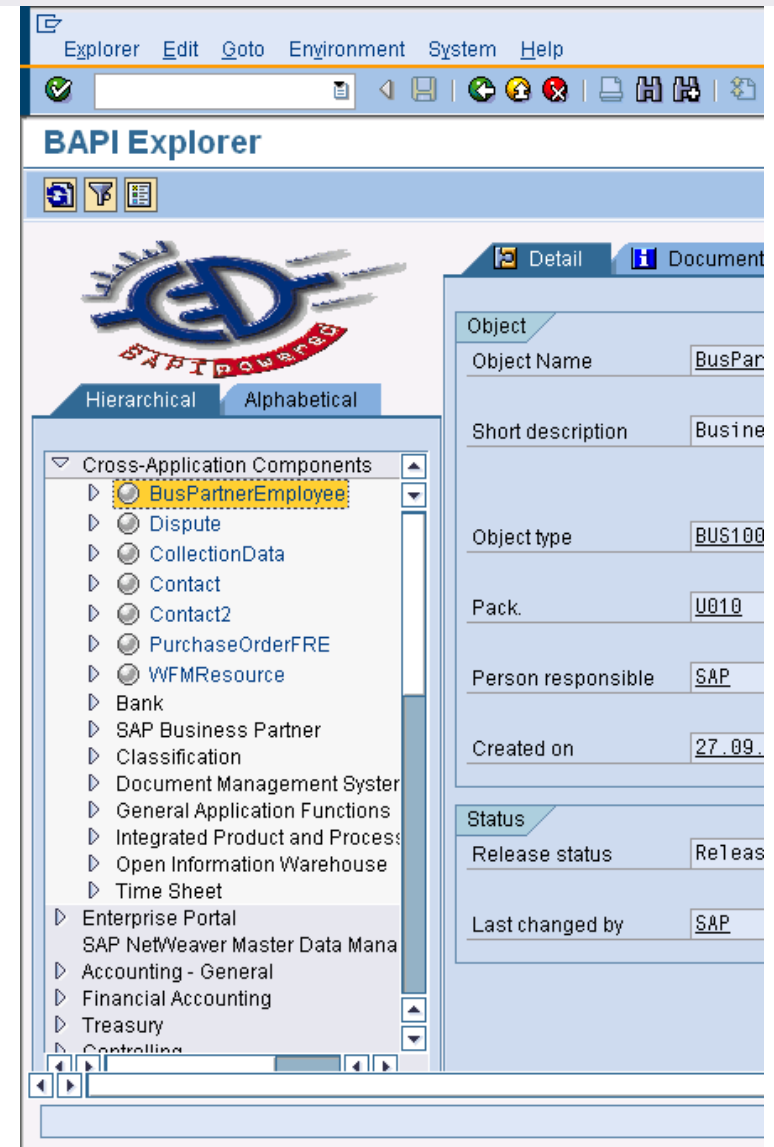 Explorer Edit Goto Environment System Help
BAPI Explorer
BAPI powered
Hierarchical Alphabetical
Cross-Application Components
BusPartnerEmployee
Dispute
CollectionData
Contact
Contact2
PurchaseOrderFRE
WFMResource
Bank
SAP Business Partner
Classification
Document Management Syster
General Application Functions
Integrated Product and Process
Open Information Warehouse
Time Sheet
Enterprise Portal
SAP NetWeaver Master Data Mana
Accounting - General
Financial Accounting
Treasury
Controlling
Detail Document
Object
Object Name BusPar
Short description Busine
Object type BUS100
Pack. U010
Person responsible SAP
Created on 27.09.
Status
Release status Releas
Last changed by SAP